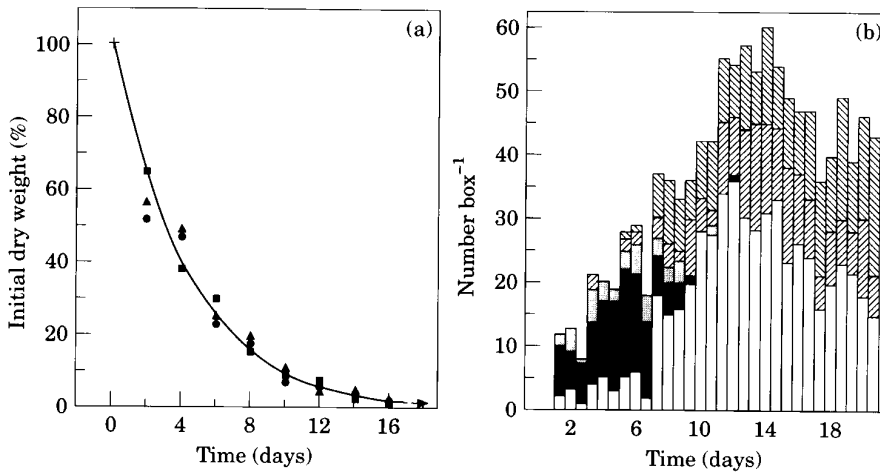 (a)
100
80
60
40
20
0
Initial dry weight (%)
0 4 8 12 16
Time (days)
(b)
60
50
40
30
20
10
0
Number box⁻¹
2 6 10 14 18
Time (days)